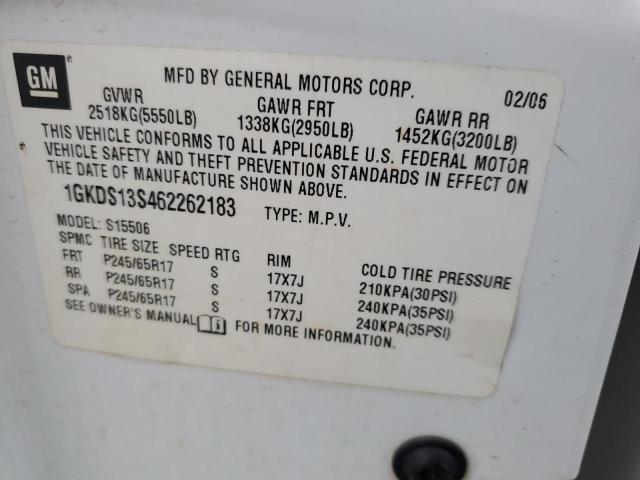 GM
MFD BY GENERAL MOTORS CORP. 02/06
GVWR GAWR FRT GAWR RR
2518KG(5550LB) 1338KG(2950LB) 1452KG(3200LB)
THIS VEHICLE CONFORMS TO ALL APPLICABLE U.S. FEDERAL MOTOR
VEHICLE SAFETY AND THEFT PREVENTION STANDARDS IN EFFECT ON
THE DATE OF MANUFACTURE SHOWN ABOVE.
1GKDS13S462262183 TYPE: M.P.V.
MODEL: S15506
SPMC TIRE SIZE SPEED RTG RIM COLD TIRE PRESSURE
FRT P245/65R17 S 17X7J 210KPA(30PSI)
RR P245/65R17 S 17X7J 240KPA(35PSI)
SPA P245/65R17 S 17X7J 240KPA(35PSI)
SEE OWNER'S MANUAL FOR MORE INFORMATION.